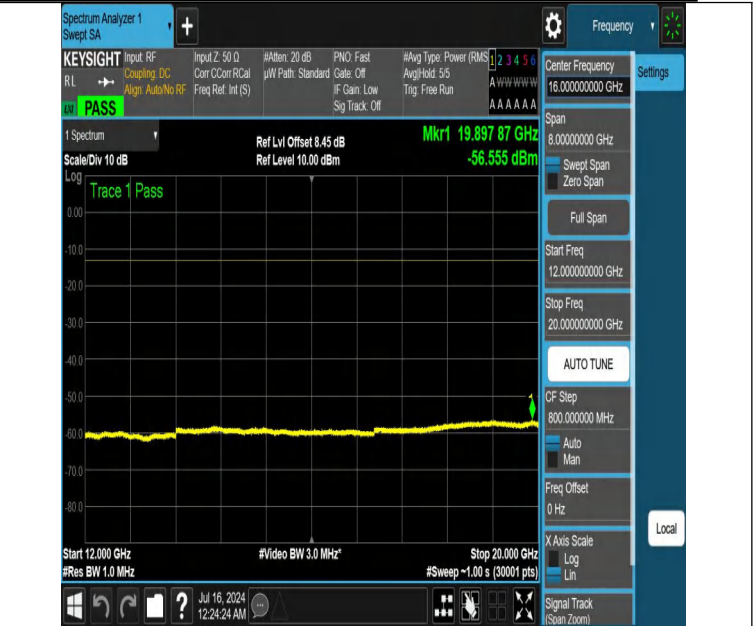 Spectrum Analyzer 1
Swept SA
+
Frequency
KEYSIGHT
RL
PASS
Input: RF
Coupling: DC
Align: Auto/No RF
Input Z: 50 Ω
Corr CCorr RCal
Freq Ref: Int (S)
#Atten: 20 dB
µW Path: Standard
PNO: Fast
Gate: Off
IF Gain: Low
Sig Track: Off
#Avg Type: Power (RMS
Avg|Hold: 5/5
Trig: Free Run
1 2 3 4 5 6
A W W W W W
A A A A A A
1 Spectrum
Scale/Div 10 dB
Log
Ref Lvl Offset 8.45 dB
Ref Level 10.00 dBm
Mkr1 19.897 87 GHz
-56.555 dBm
Trace 1 Pass
0.00
-10.0
-20.0
-30.0
-40.0
-50.0
-60.0
-70.0
-80.0
1
Start 12.000 GHz
#Res BW 1.0 MHz
#Video BW 3.0 MHz*
Stop 20.000 GHz
#Sweep ~1.00 s (30001 pts)
?
Jul 16, 2024
12:24:24 AM
Center Frequency
16.000000000 GHz
Settings
Span
8.00000000 GHz
Swept Span
Zero Span
Full Span
Start Freq
12.000000000 GHz
Stop Freq
20.000000000 GHz
AUTO TUNE
CF Step
800.000000 MHz
Auto
Man
Freq Offset
0 Hz
X Axis Scale
Log
Lin
Local
Signal Track
(Span Zoom)